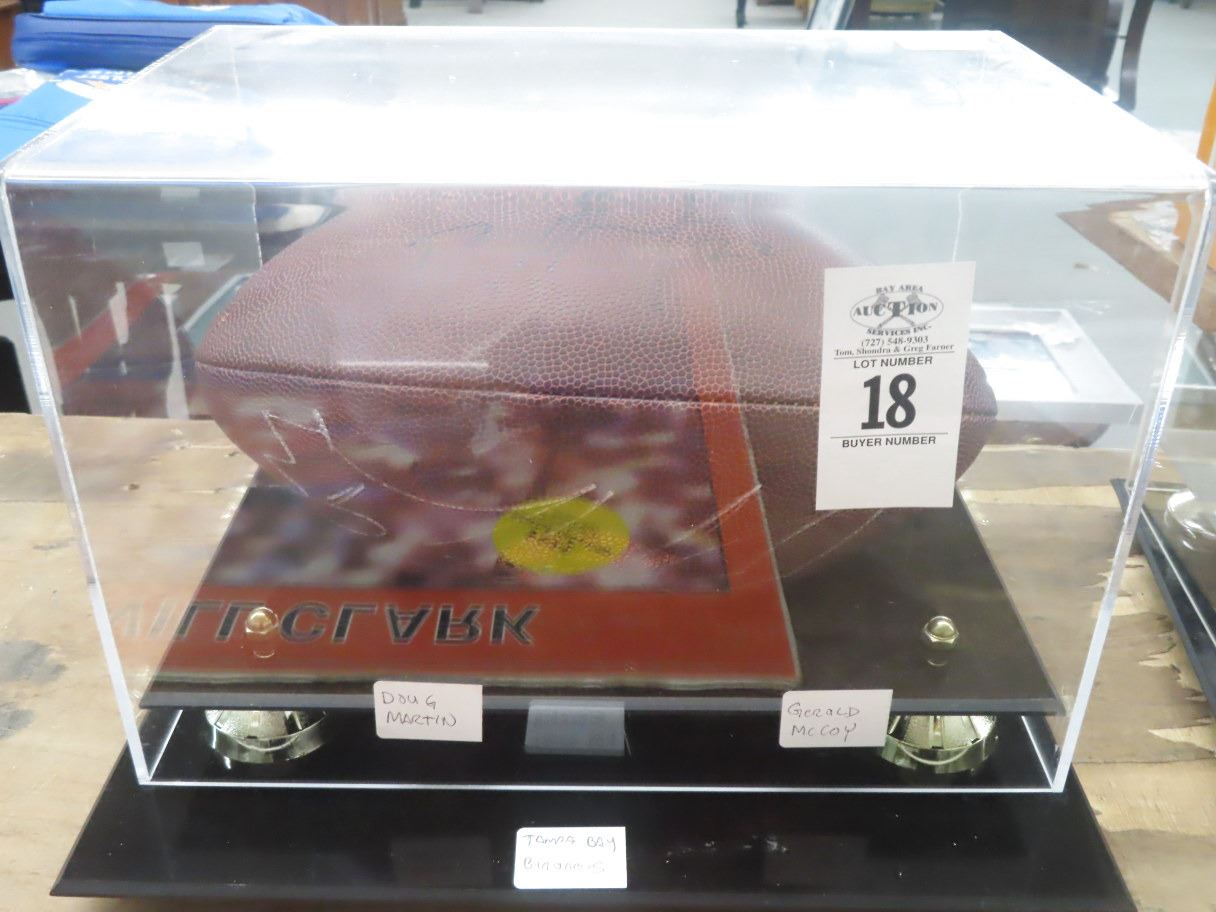 BAY AREA
AUCTION
SERVICES INC.
(727) 548-9303
Tom, Shondra & Greg Farner
LOT NUMBER
18
BUYER NUMBER
WILL CLARK
DOUG
MARTIN
GERALD
MCCOY
TAMPA BAY